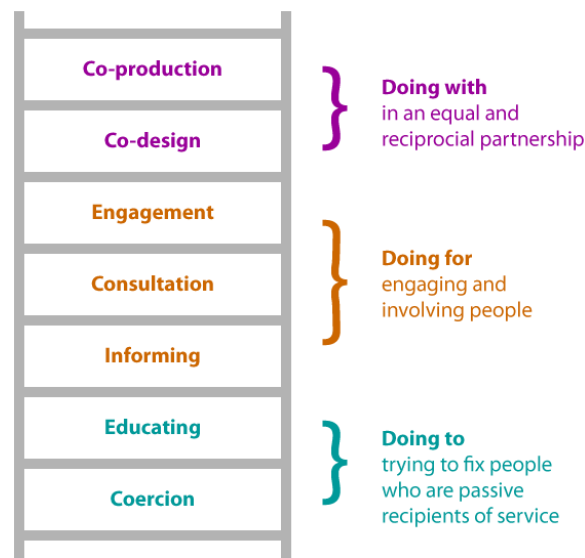 Co-production
Co-design
Doing with
in an equal and
reciprocial partnership
Engagement
Consultation
Informing
Doing for
engaging and
involving people
Educating
Coercion
Doing to
trying to fix people
who are passive
recipients of service